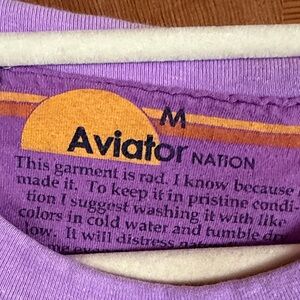 M
Aviator NATION
This garment is rad. I know because
made it. To keep it in pristine condi-
tion I suggest washing it with like
colors in cold water and tumble dry
low. It will distress